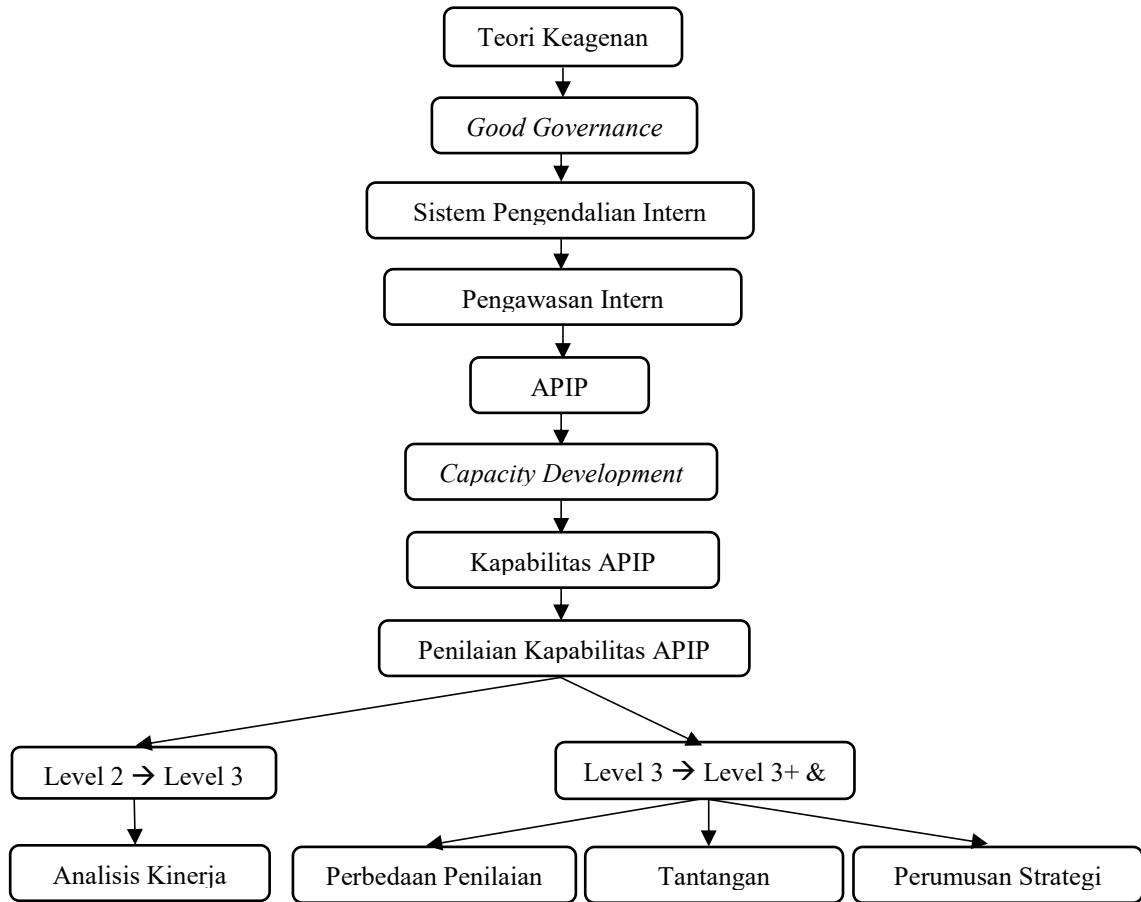 Teori Keagenan
Good Governance
Sistem Pengendalian Intern
Pengawasan Intern
APIP
Capacity Development
Kapabilitas APIP
Penilaian Kapabilitas APIP
Level 2 → Level 3
Level 3 → Level 3+ &
Analisis Kinerja
Perbedaan Penilaian
Tantangan
Perumusan Strategi